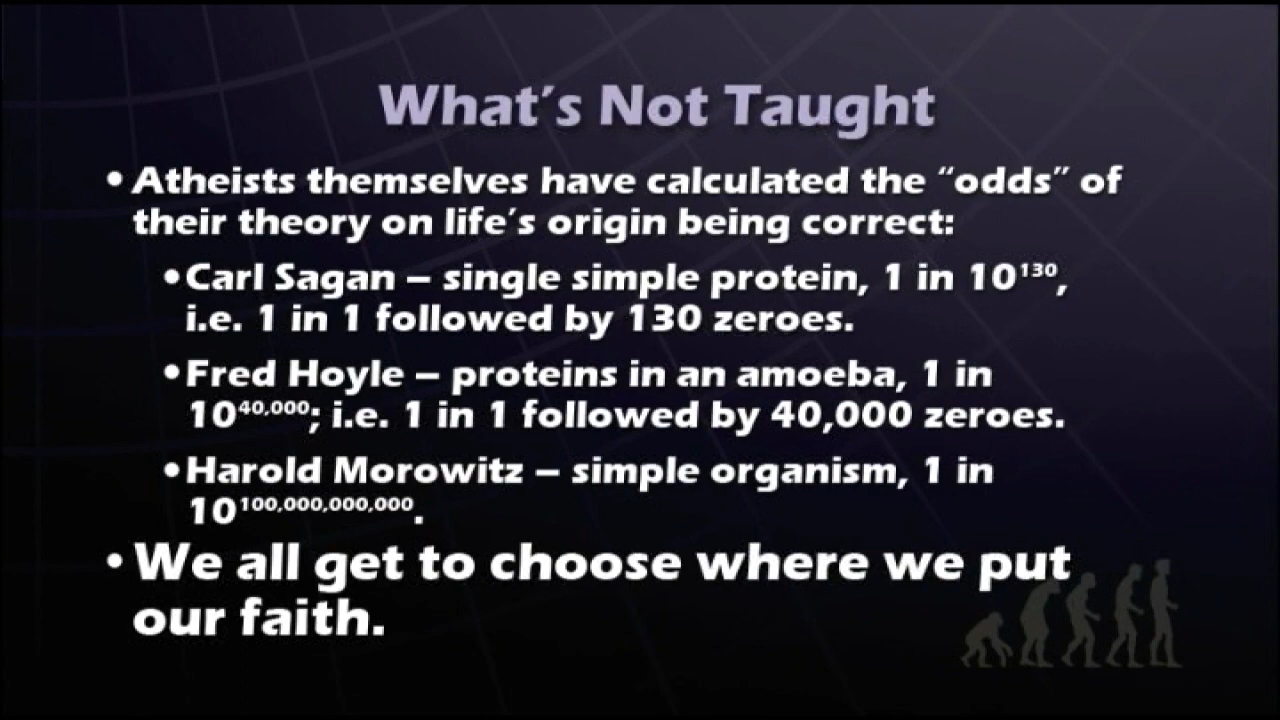 What's Not Taught
• Atheists themselves have calculated the “odds” of
their theory on life's origin being correct:
• Carl Sagan – single simple protein, 1 in 10¹³⁰,
i.e. 1 in 1 followed by 130 zeroes.
• Fred Hoyle – proteins in an amoeba, 1 in
10⁴⁰,⁰⁰⁰; i.e. 1 in 1 followed by 40,000 zeroes.
• Harold Morowitz – simple organism, 1 in
10¹⁰⁰,⁰⁰⁰,⁰⁰⁰,⁰⁰⁰.
• We all get to choose where we put
our faith.